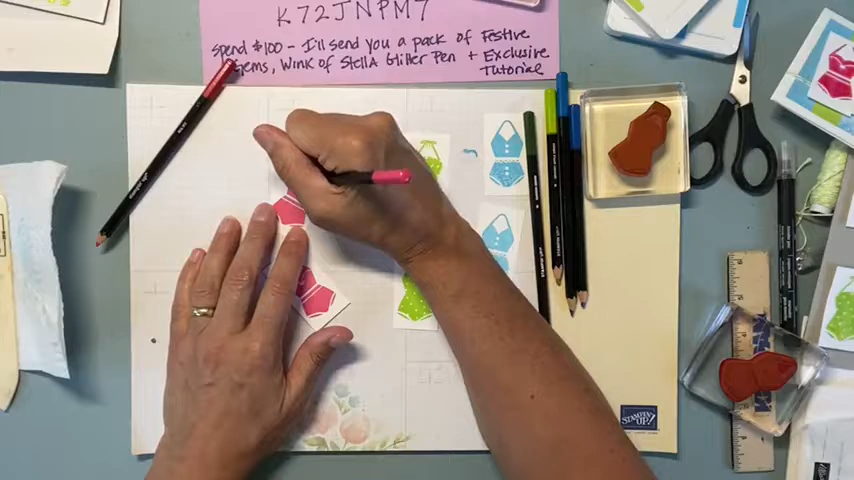 K72JNPM7
spend $100 - I'll send you a pack of Festive
Gems, Wink of Stella Glitter Pen + Exclusive
Tutorial
STAMPIN' UP!